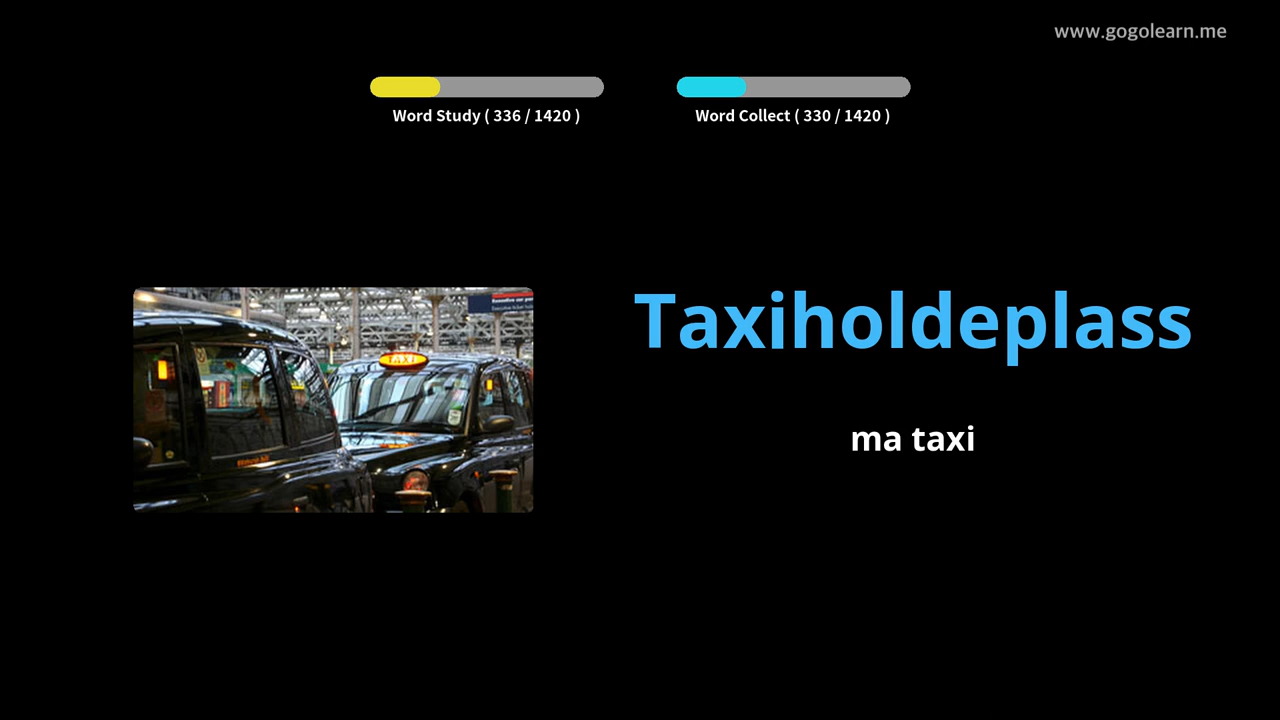 www.gogolearn.me
Word Study ( 336 / 1420 )
Word Collect ( 330 / 1420 )
Taxiholdeplass
ma taxi
TAXI